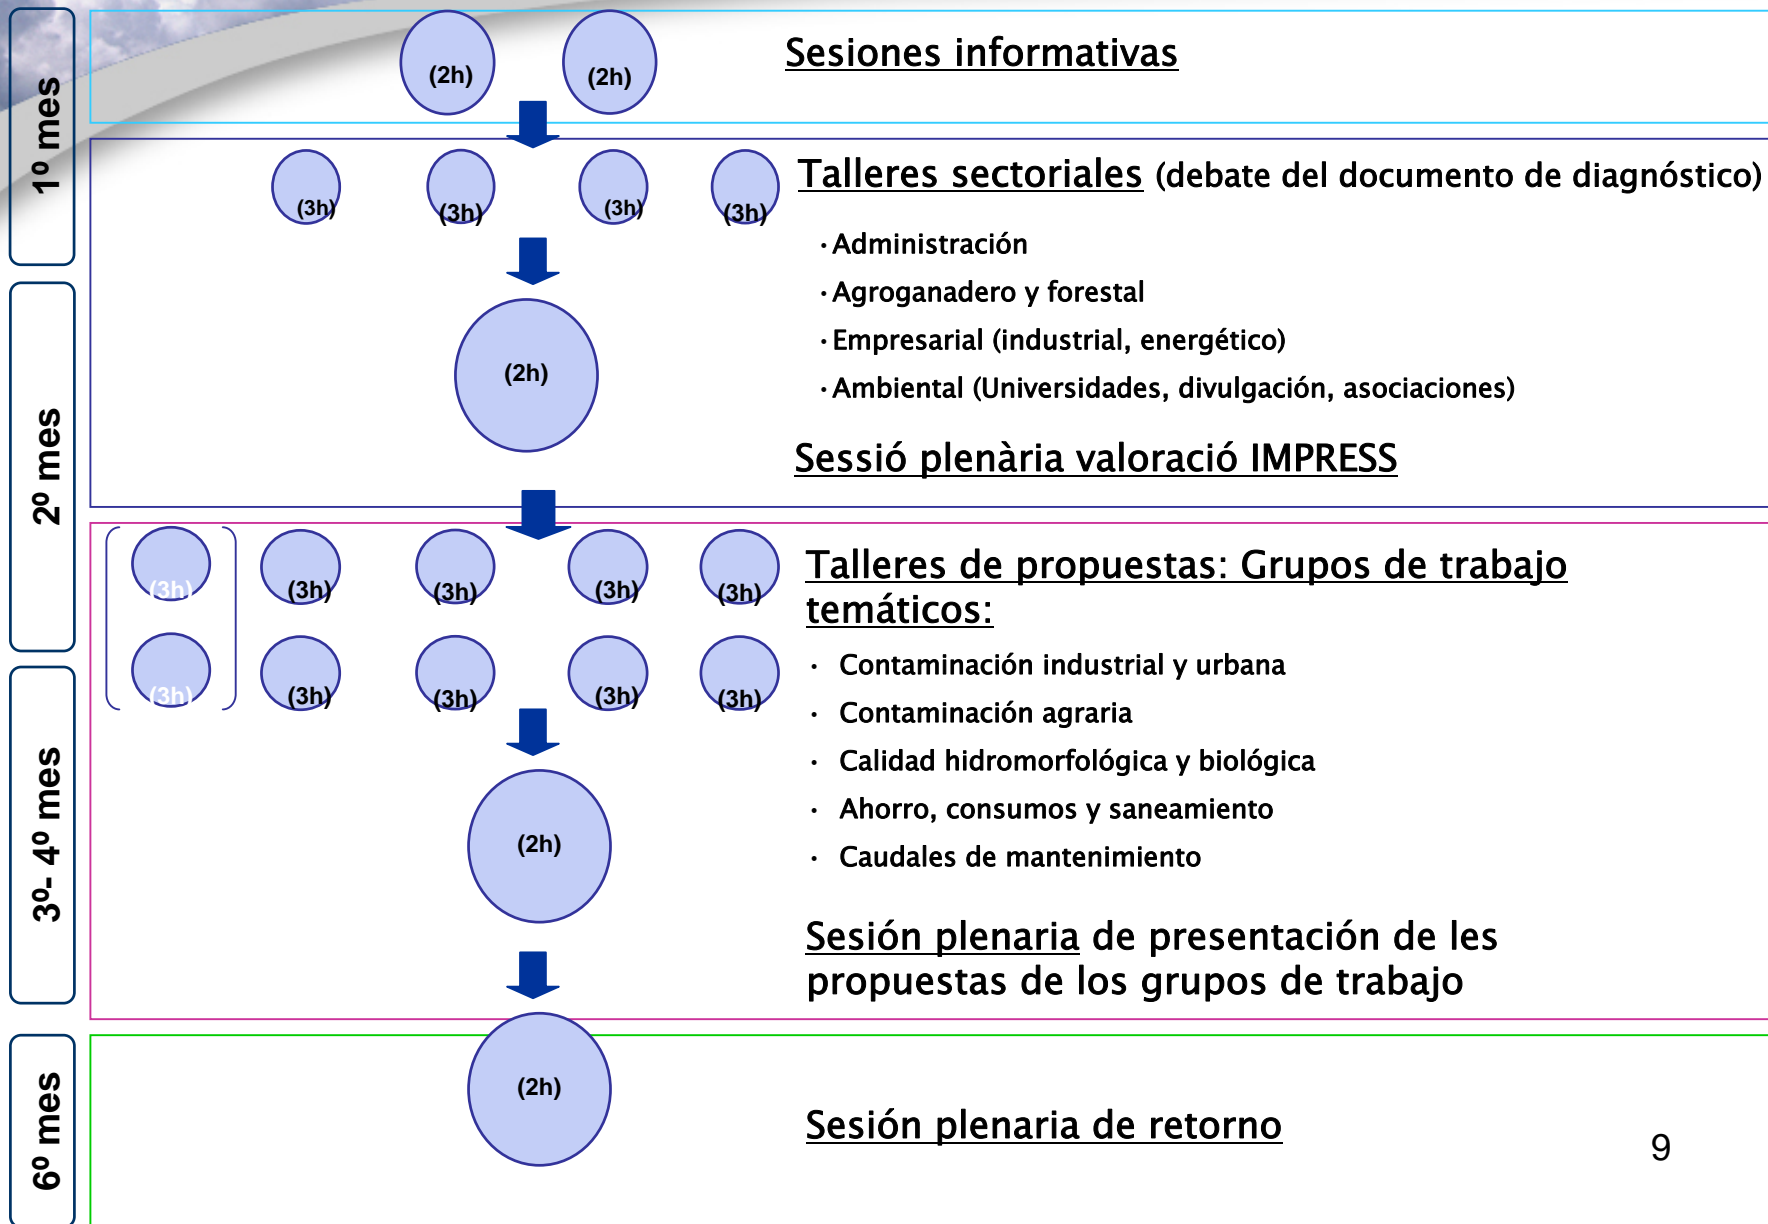 1º mes
(2h) (2h)
Sesiones informativas
(3h) (3h) (3h) (3h)
Talleres sectoriales (debate del documento de diagnóstico)
· Administración
· Agroganadero y forestal
· Empresarial (industrial, energético)
· Ambiental (Universidades, divulgación, asociaciones)
2º mes
(2h)
Sessió plenària valoració IMPRESS
(3h) (3h) (3h) (3h) (3h)
(3h) (3h) (3h) (3h) (3h)
Talleres de propuestas: Grupos de trabajo
temáticos:
· Contaminación industrial y urbana
· Contaminación agraria
· Calidad hidromorfológica y biológica
· Ahorro, consumos y saneamiento
· Caudales de mantenimiento
3º- 4º mes
(2h)
Sesión plenaria de presentación de les
propuestas de los grupos de trabajo
6º mes
(2h)
Sesión plenaria de retorno
9